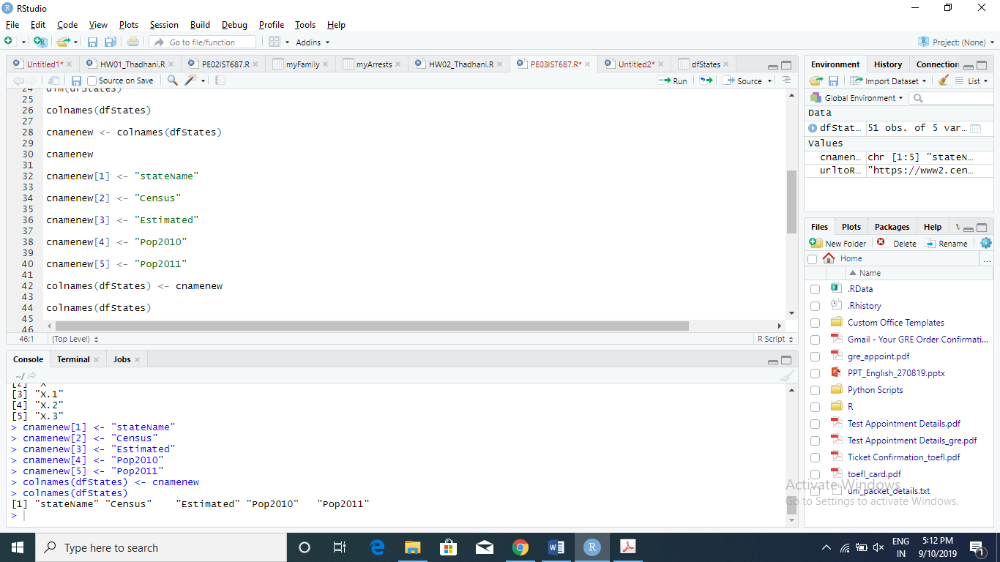 RStudio
File Edit Code View Plots Session Build Debug Profile Tools Help
Go to file/function Addins Project: (None)
Untitled1* HW01_Thadhani.R PE02IST687.R myFamily myArrests HW02_Thadhani.R PE03IST687.R* Untitled2* dfStates
Source on Save Run Source
24 dim(dfStates)
25
26 colnames(dfStates)
27
28 cnamenew <- colnames(dfStates)
29
30 cnamenew
31
32 cnamenew[1] <- "stateName"
33
34 cnamenew[2] <- "Census"
35
36 cnamenew[3] <- "Estimated"
37
38 cnamenew[4] <- "Pop2010"
39
40 cnamenew[5] <- "Pop2011"
41
42 colnames(dfStates) <- cnamenew
43
44 colnames(dfStates)
45
46
46:1 (Top Level) R Script
Console Terminal Jobs
~/
[2] "X"
[3] "X.1"
[4] "X.2"
[5] "X.3"
> cnamenew[1] <- "stateName"
> cnamenew[2] <- "Census"
> cnamenew[3] <- "Estimated"
> cnamenew[4] <- "Pop2010"
> cnamenew[5] <- "Pop2011"
> colnames(dfStates) <- cnamenew
> colnames(dfStates)
[1] "stateName" "Census" "Estimated" "Pop2010" "Pop2011"
>
Environment History Connection
Import Dataset List
Global Environment
Data
dfStat… 51 obs. of 5 var…
Values
cnamen… chr [1:5] "stateN…
urltoR… "https://www2.cen…
Files Plots Packages Help V
New Folder Delete Rename
Home ...
Name
.RData
.Rhistory
Custom Office Templates
Gmail - Your GRE Order Confirmati...
gre_appoint.pdf
PPT_English_270819.pptx
Python Scripts
R
Test Appointment Details.pdf
Test Appointment Details_gre.pdf
Ticket Confirmation_toefl.pdf
toefl_card.pdf
uni_packet_details.txt
Activate Windows
Go to Settings to activate Windows.
Type here to search
ENG
IN
5:12 PM
9/10/2019
1